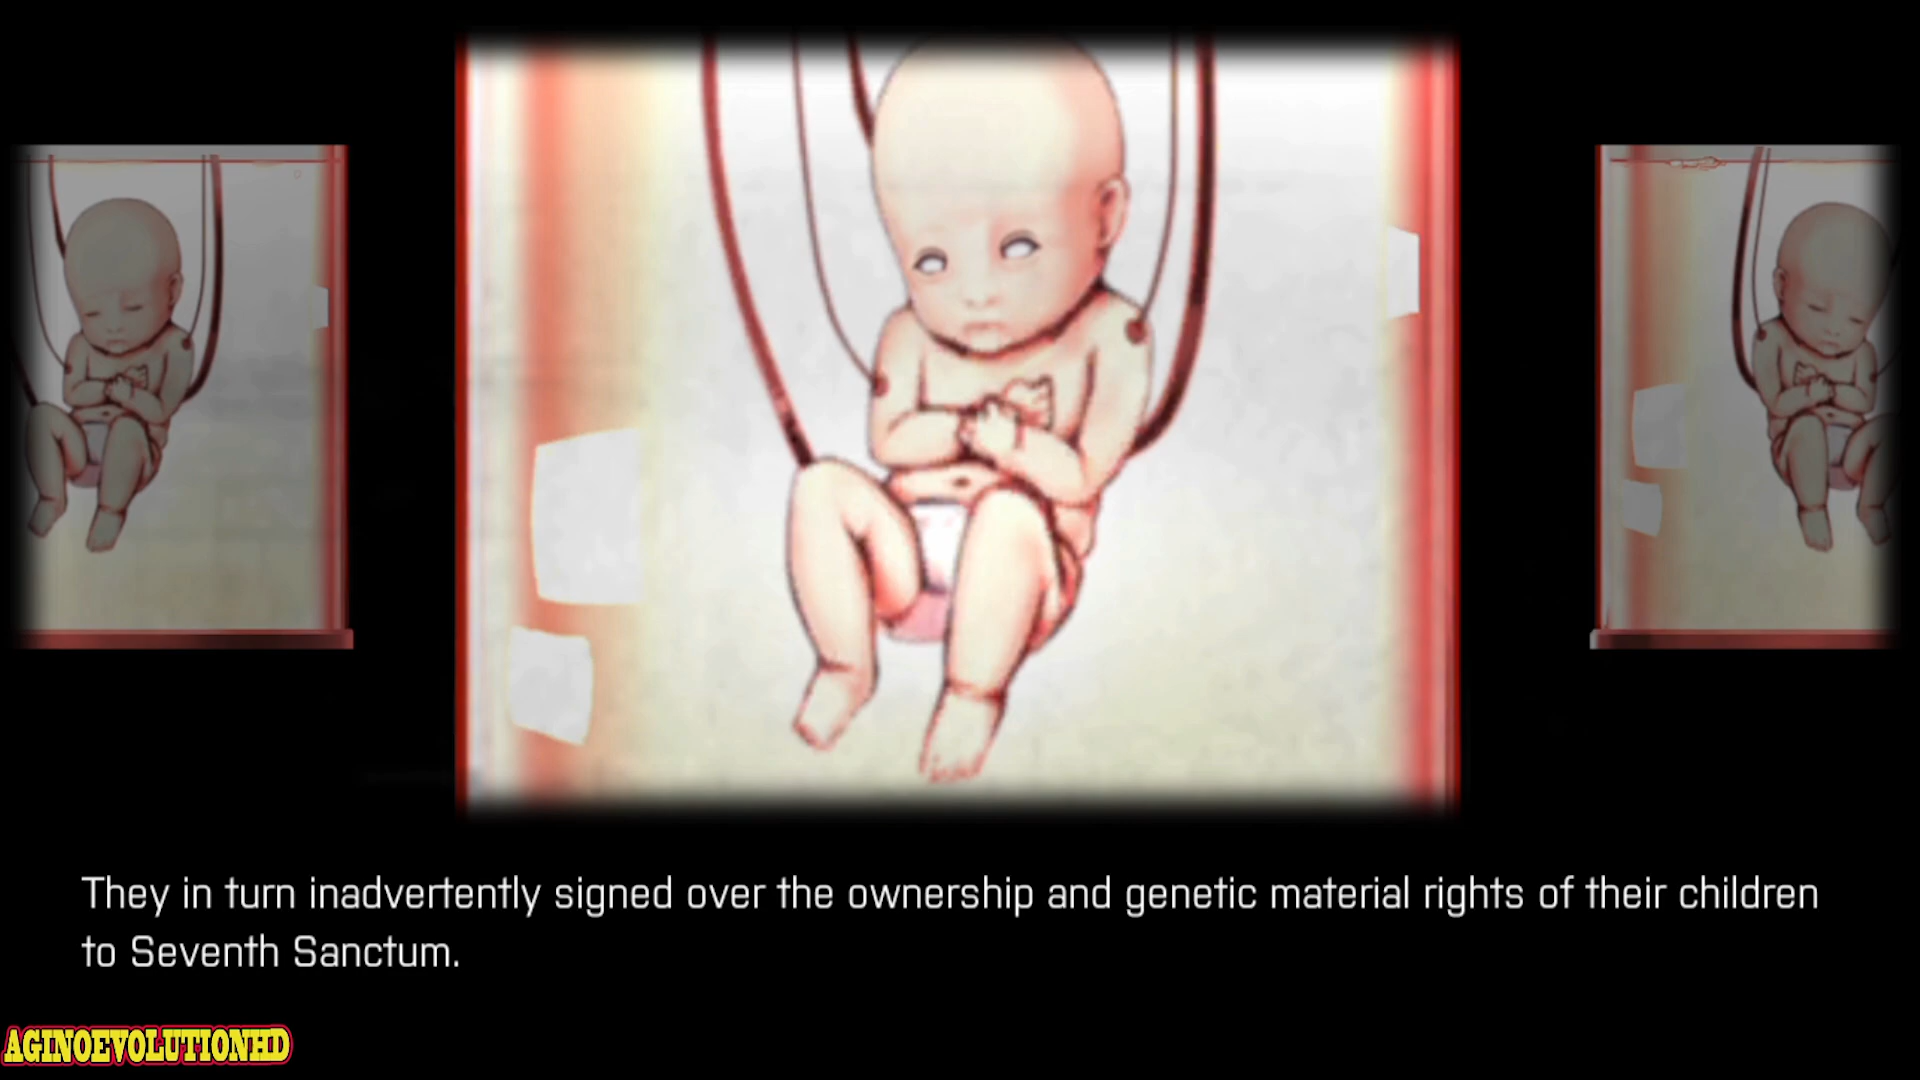 They in turn inadvertently signed over the ownership and genetic material rights of their children
to Seventh Sanctum.
AGINOEVOLUTIONHD